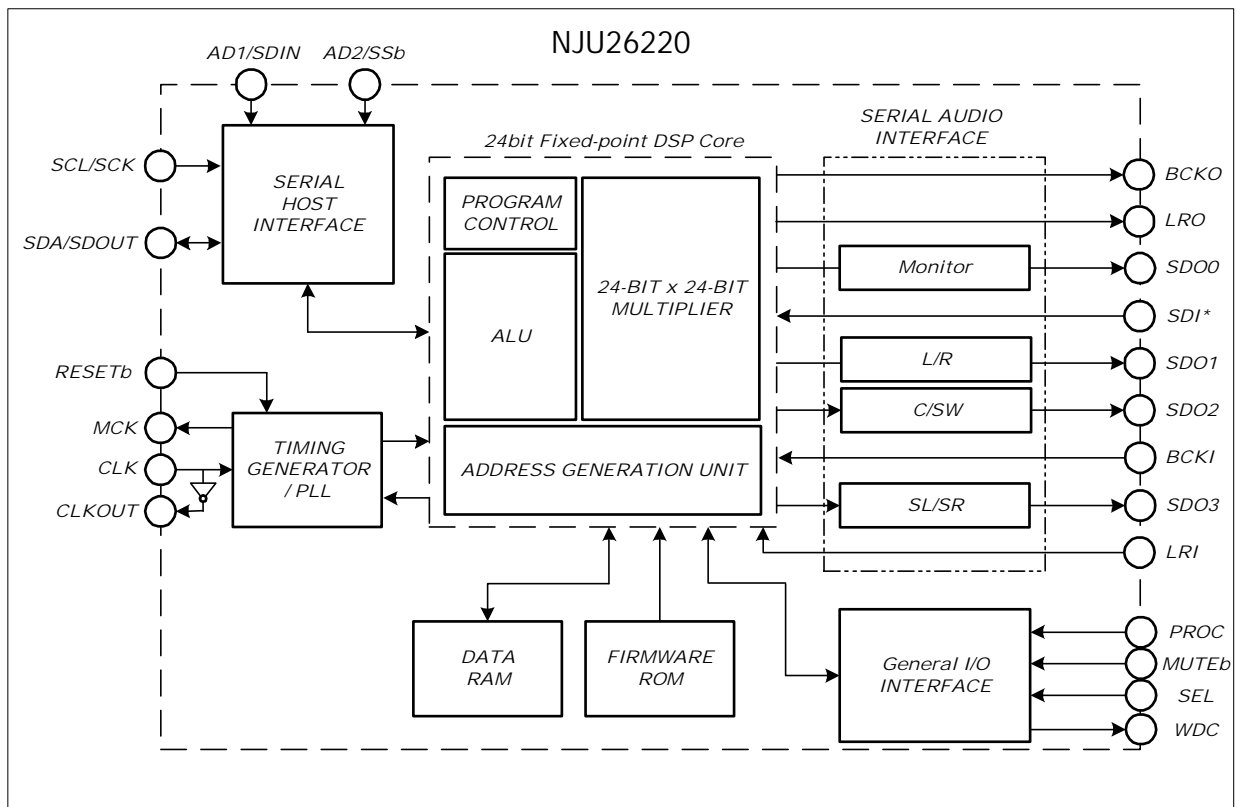 NJU26220
AD1/SDIN
AD2/SSb
SCL/SCK
SDA/SDOUT
SERIAL
HOST
INTERFACE
24bit Fixed-point DSP Core
PROGRAM
CONTROL
ALU
24-BIT x 24-BIT
MULTIPLIER
ADDRESS GENERATION UNIT
SERIAL AUDIO
INTERFACE
Monitor
L/R
C/SW
SL/SR
BCKO
LRO
SDO0
SDI*
SDO1
SDO2
BCKI
SDO3
LRI
RESETb
MCK
CLK
CLKOUT
TIMING
GENERATOR
/ PLL
DATA
RAM
FIRMWARE
ROM
General I/O
INTERFACE
PROC
MUTEb
SEL
WDC